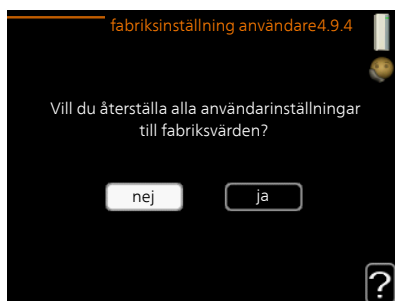 fabriksinställning användare4.9.4
Vill du återställa alla användarinställningar
till fabriksvärden?
nej
ja
?